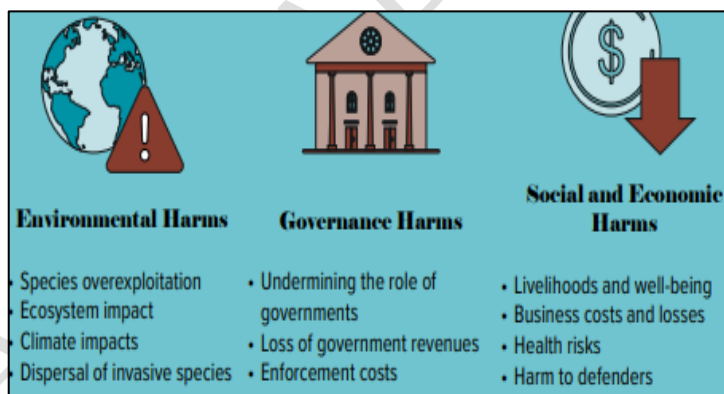 Environmental Harms
• Species overexploitation
• Ecosystem impact
• Climate impacts
• Dispersal of invasive species
Governance Harms
• Undermining the role of
governments
• Loss of government revenues
• Enforcement costs
$
Social and Economic
Harms
• Livelihoods and well-being
• Business costs and losses
• Health risks
• Harm to defenders